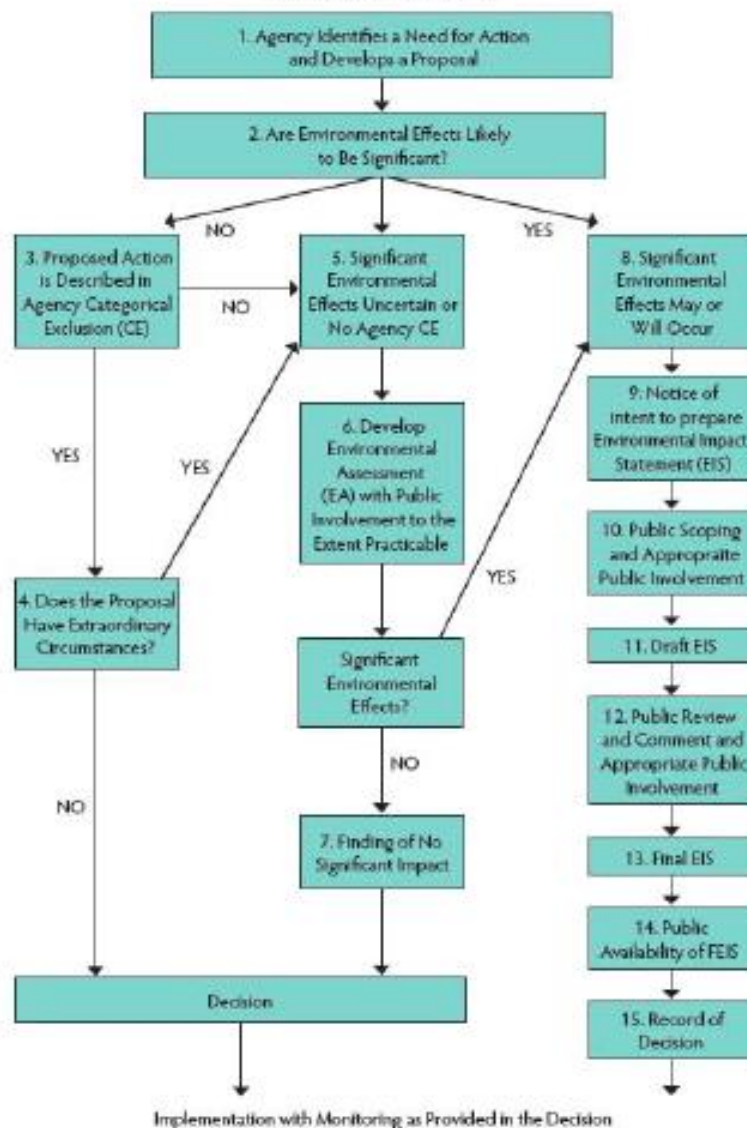 1. Agency Identifies a Need for Action
and Develops a Proposal
2. Are Environmental Effects Likely
to Be Significant?
NO
YES
3. Proposed Action
is Described in
Agency Categorical
Exclusion (CE)
NO
5. Significant
Environmental
Effects Uncertain or
No Agency CE
8. Significant
Environmental
Effects May or
Will Occur
YES
YES
6. Develop
Environmental
Assessment
(EA) with Public
Involvement to the
Extent Practicable
YES
9. Notice of
intent to prepare
Environmental Impact
Statement (EIS)
10. Public Scoping
and Appropraite
Public Involvement
4. Does the Proposal
Have Extraordinary
Circumstances?
Significant
Environmental
Effects?
11. Draft EIS
12. Public Review
and Comment and
Appropriate Public
Involvement
NO
NO
7. Finding of No
Significant Impact
13. Final EIS
14. Public
Availability of FEIS
Decision
15. Record of
Decision
Implementation with Monitoring as Provided in the Decision